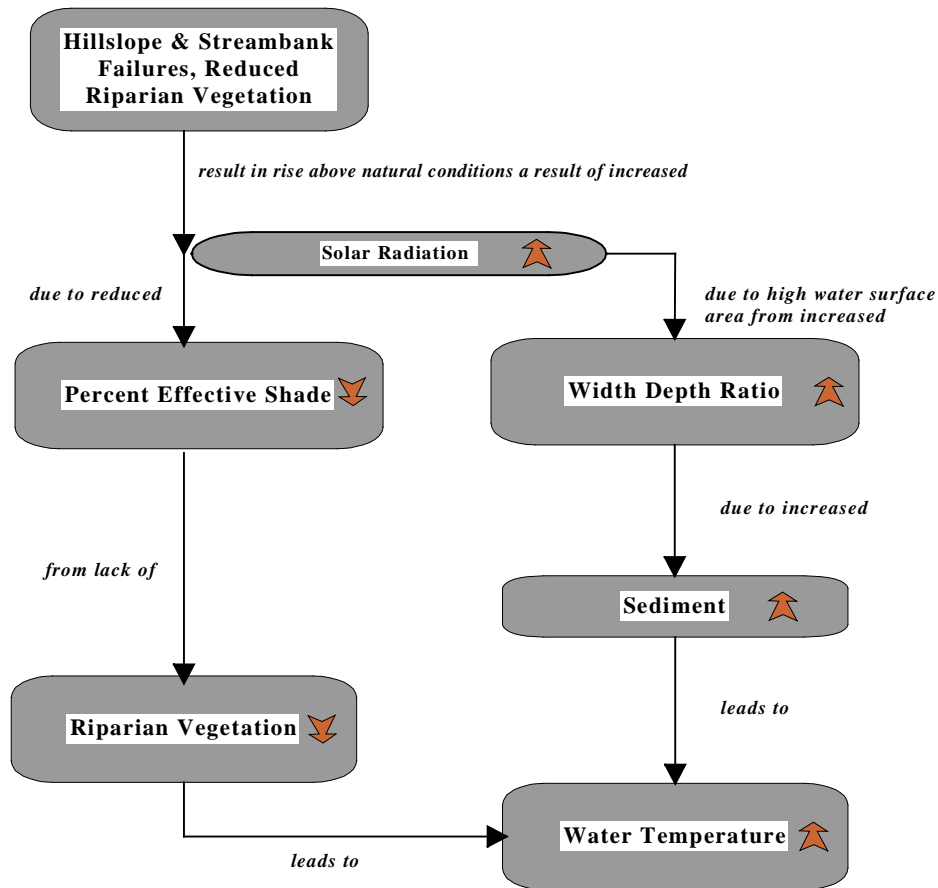 Hillslope & Streambank
Failures, Reduced
Riparian Vegetation
result in rise above natural conditions a result of increased
Solar Radiation
due to reduced
due to high water surface
area from increased
Percent Effective Shade
Width Depth Ratio
due to increased
from lack of
Sediment
Riparian Vegetation
leads to
Water Temperature
leads to